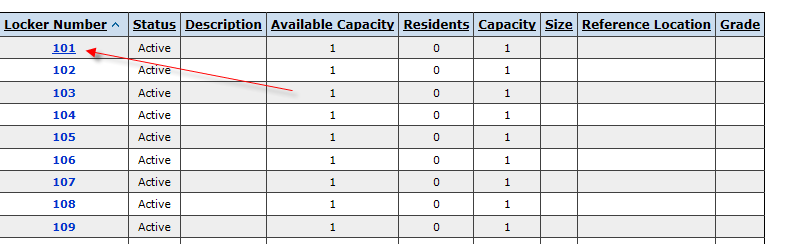 Locker Number ^ Status Description Available Capacity Residents Capacity Size Reference Location Grade
101 Active 1 0 1
102 Active 1 0 1
103 Active 1 0 1
104 Active 1 0 1
105 Active 1 0 1
106 Active 1 0 1
107 Active 1 0 1
108 Active 1 0 1
109 Active 1 0 1